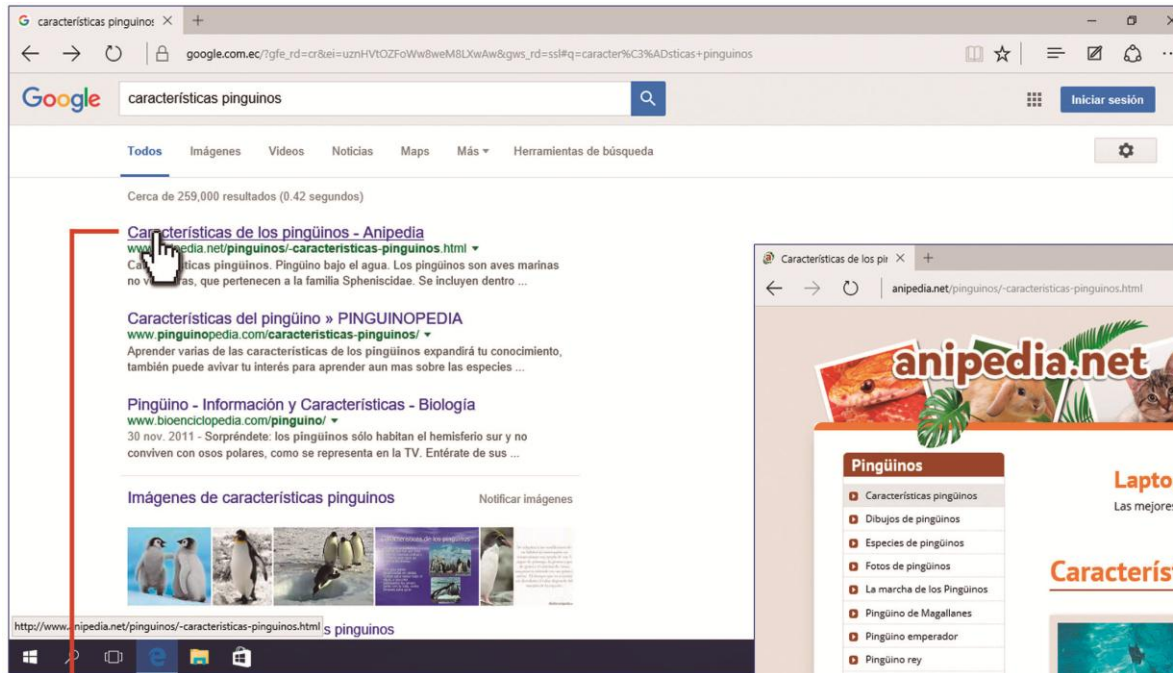 características pinguinos
google.com.ec/?gfe_rd=cr&ei=uznHVtOZFoWw8weM8LXwAw&gws_rd=ssl#q=caracter%C3%ADsticas+pinguinos
Google
características pinguinos
Iniciar sesión
Todos Imágenes Videos Noticias Maps Más Herramientas de búsqueda
Cerca de 259,000 resultados (0.42 segundos)
Características de los pingüinos - Anipedia
www. pedia.net/pinguinos/-caracteristicas-pinguinos.html
Ca ticas pingüinos. Pingüino bajo el agua. Los pingüinos son aves marinas
no v ras, que pertenecen a la familia Spheniscidae. Se incluyen dentro ...
Características del pingüino » PINGUINOPEDIA
www.pinguinopedia.com/caracteristicas-pinguinos/
Aprender varias de las características de los pingüinos expandirá tu conocimiento,
también puede avivar tu interés para aprender aun mas sobre las especies ...
Pingüino - Información y Características - Biología
www.bioenciclopedia.com/pinguino/
30 nov. 2011 - Sorpréndete: los pingüinos sólo habitan el hemisferio sur y no
conviven con osos polares, como se representa en la TV. Entérate de sus ...
Imágenes de características pinguinos Notificar imágenes
Características de los pingüinos
http://www.anipedia.net/pinguinos/-caracteristicas-pinguinos.html s pinguinos
Características de los pin
anipedia.net/pinguinos/-caracteristicas-pinguinos.html
anipedia.net
Pingüinos
Características pingüinos
Dibujos de pingüinos
Especies de pingüinos
Fotos de pingüinos
La marcha de los Pingüinos
Pingüino de Magallanes
Pingüino emperador
Pingüino rey
Lapto
Las mejores
Caracterís